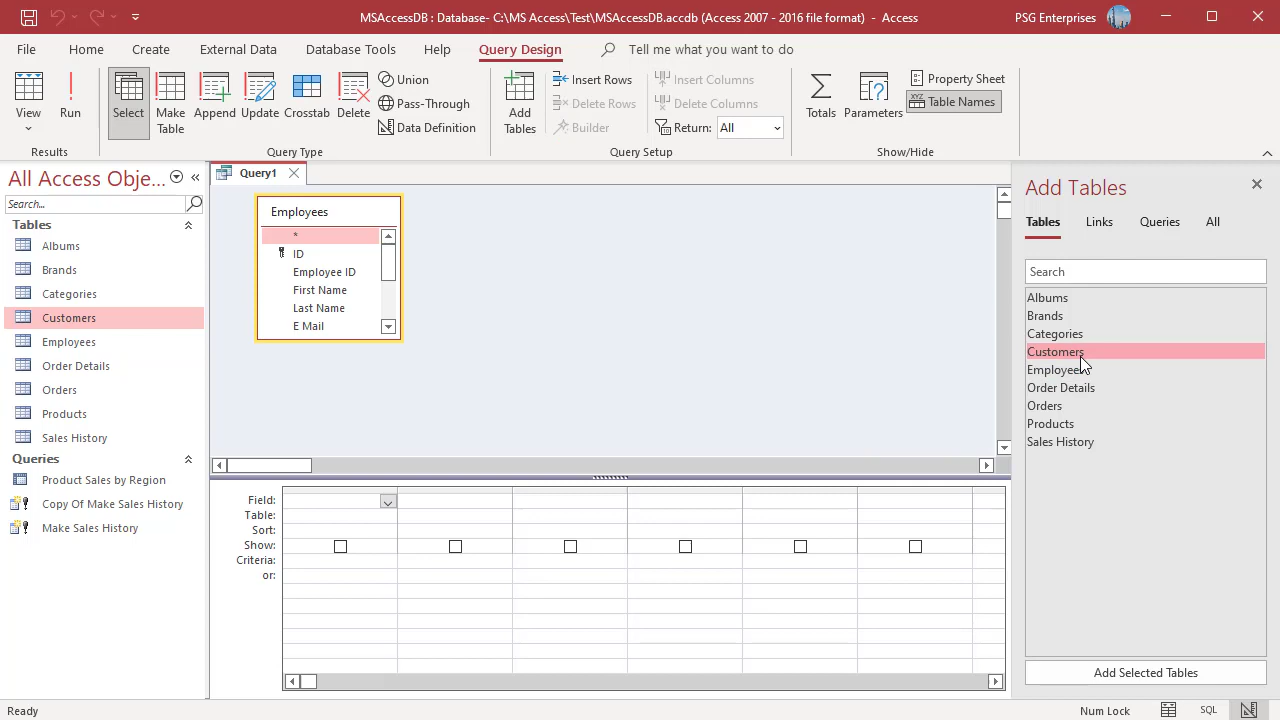 MSAccessDB : Database- C:\MS Access\Test\MSAccessDB.accdb (Access 2007 - 2016 file format) - Access
PSG Enterprises
File Home Create External Data Database Tools Help Query Design Tell me what you want to do
View
Run
Select
Make Table
Append
Update
Crosstab
Delete
Union
Pass-Through
Data Definition
Add Tables
Insert Rows
Delete Rows
Builder
Insert Columns
Delete Columns
Return: All
Totals
Parameters
Property Sheet
XYZ Table Names
Results
Query Type
Query Setup
Show/Hide
All Access Obje...
Search...
Tables
Albums
Brands
Categories
Customers
Employees
Order Details
Orders
Products
Sales History
Queries
Product Sales by Region
Copy Of Make Sales History
Make Sales History
Query1
Employees
*
ID
Employee ID
First Name
Last Name
E Mail
Field:
Table:
Sort:
Show:
Criteria:
or:
Add Tables
Tables Links Queries All
Search
Albums
Brands
Categories
Customers
Employees
Order Details
Orders
Products
Sales History
Add Selected Tables
Ready
Num Lock
SQL